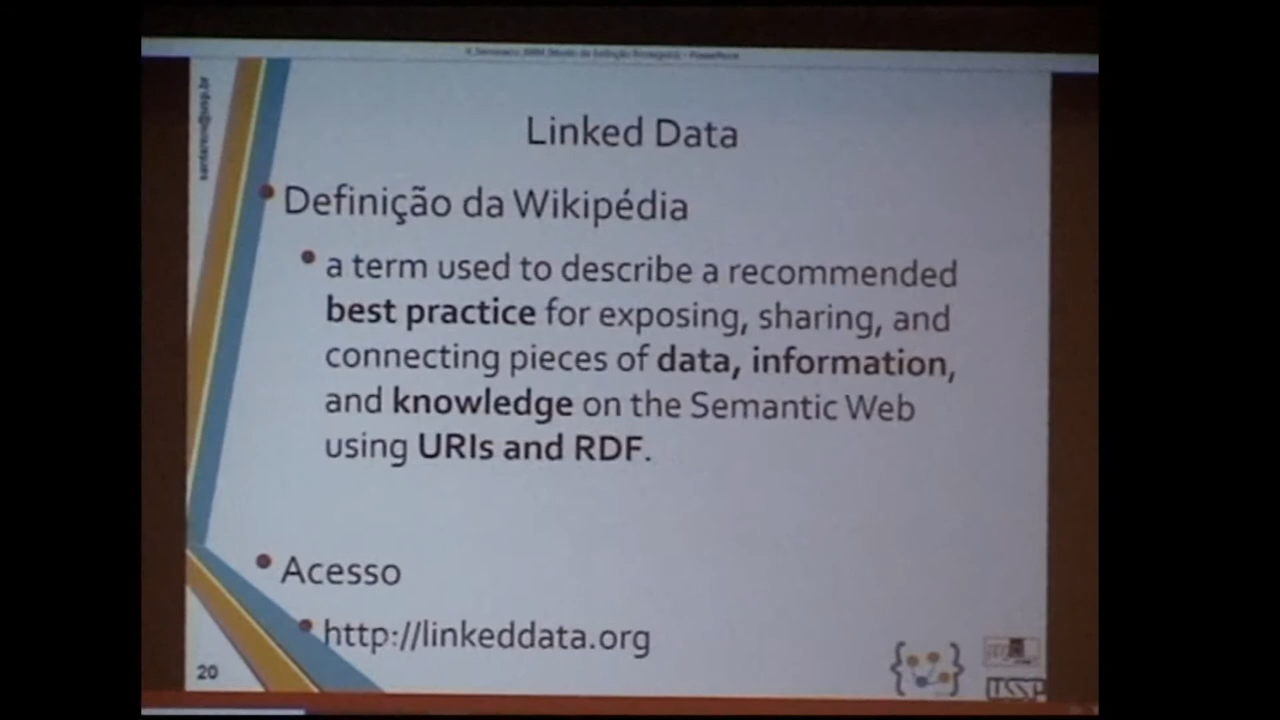 Linked Data
Definição da Wikipédia
a term used to describe a recommended
best practice for exposing, sharing, and
connecting pieces of data, information,
and knowledge on the Semantic Web
using URIs and RDF.
Acesso
http://linkeddata.org
20